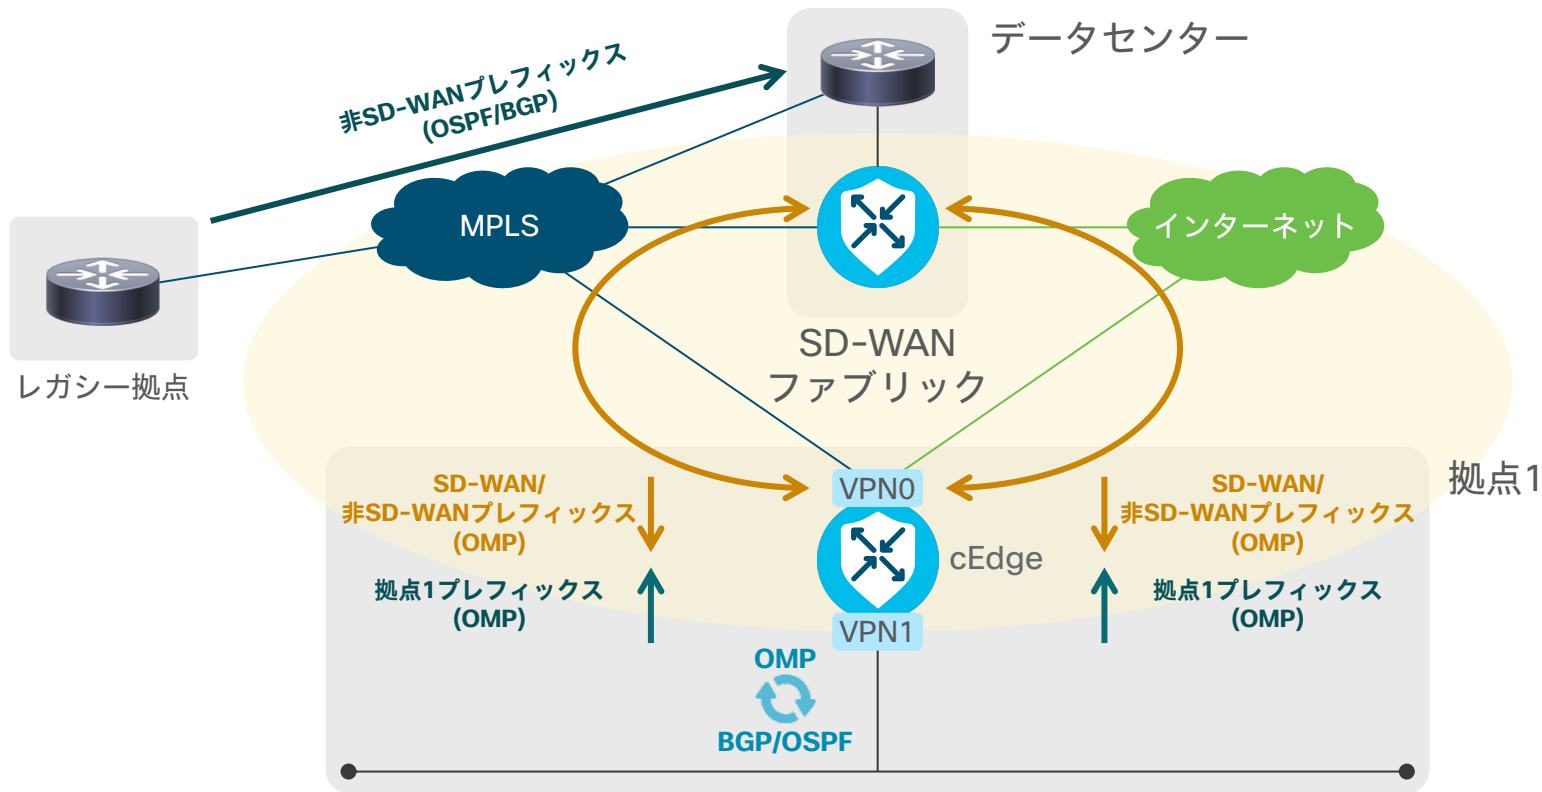 データセンター
非SD-WANプレフィックス
(OSPF/BGP)
MPLS
インターネット
レガシー拠点
SD-WAN
ファブリック
拠点1
SD-WAN/
非SD-WANプレフィックス
(OMP)
拠点1プレフィックス
(OMP)
VPN0
cEdge
VPN1
SD-WAN/
非SD-WANプレフィックス
(OMP)
拠点1プレフィックス
(OMP)
OMP
BGP/OSPF